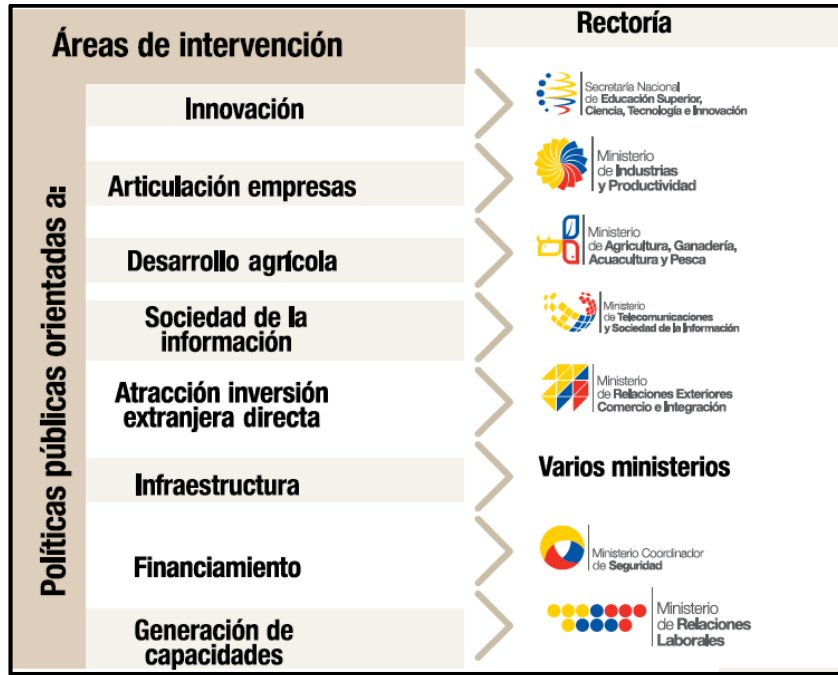 Áreas de intervención
Rectoría
Políticas públicas orientadas a:
Innovación
Secretaría Nacional
de Educación Superior,
Ciencia, Tecnología e Innovación
Articulación empresas
Ministerio
de Industrias
y Productividad
Desarrollo agrícola
Ministerio
de Agricultura, Ganadería,
Acuacultura y Pesca
Sociedad de la
información
Ministerio
de Telecomunicaciones
y Sociedad de la Información
Atracción inversión
extranjera directa
Ministerio
de Relaciones Exteriores
Comercio e Integración
Infraestructura
Varios ministerios
Financiamiento
Ministerio Coordinador
de Seguridad
Generación de
capacidades
Ministerio
de Relaciones
Laborales